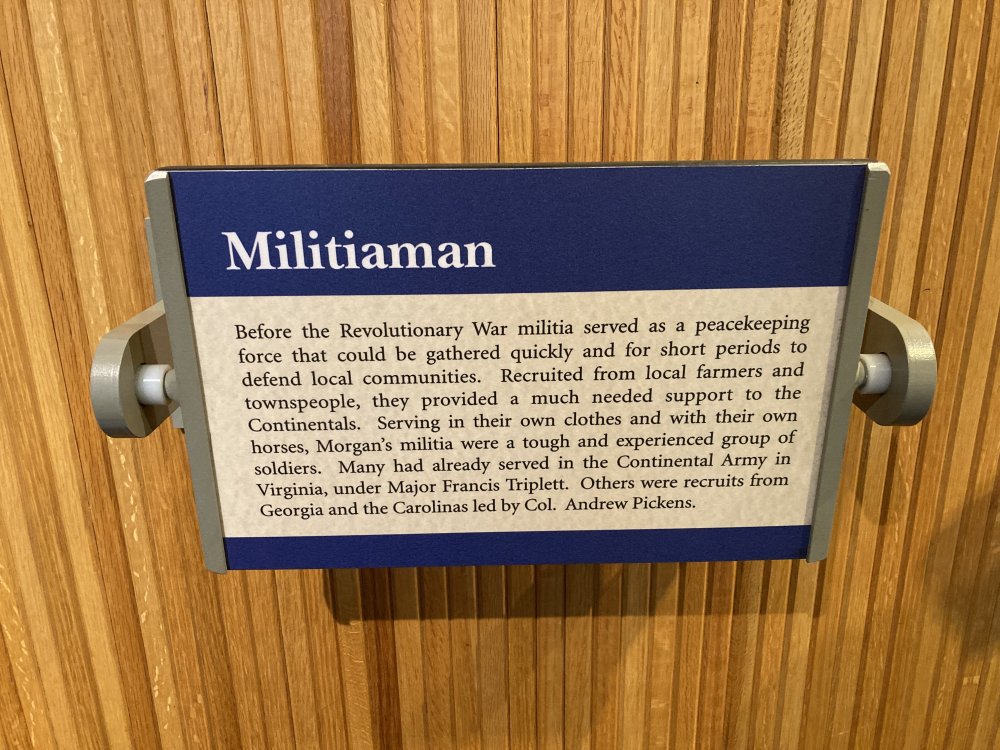 Militiaman
Before the Revolutionary War militia served as a peacekeeping
force that could be gathered quickly and for short periods to
defend local communities. Recruited from local farmers and
townspeople, they provided a much needed support to the
Continentals. Serving in their own clothes and with their own
horses, Morgan's militia were a tough and experienced group of
soldiers. Many had already served in the Continental Army in
Virginia, under Major Francis Triplett. Others were recruits from
Georgia and the Carolinas led by Col. Andrew Pickens.